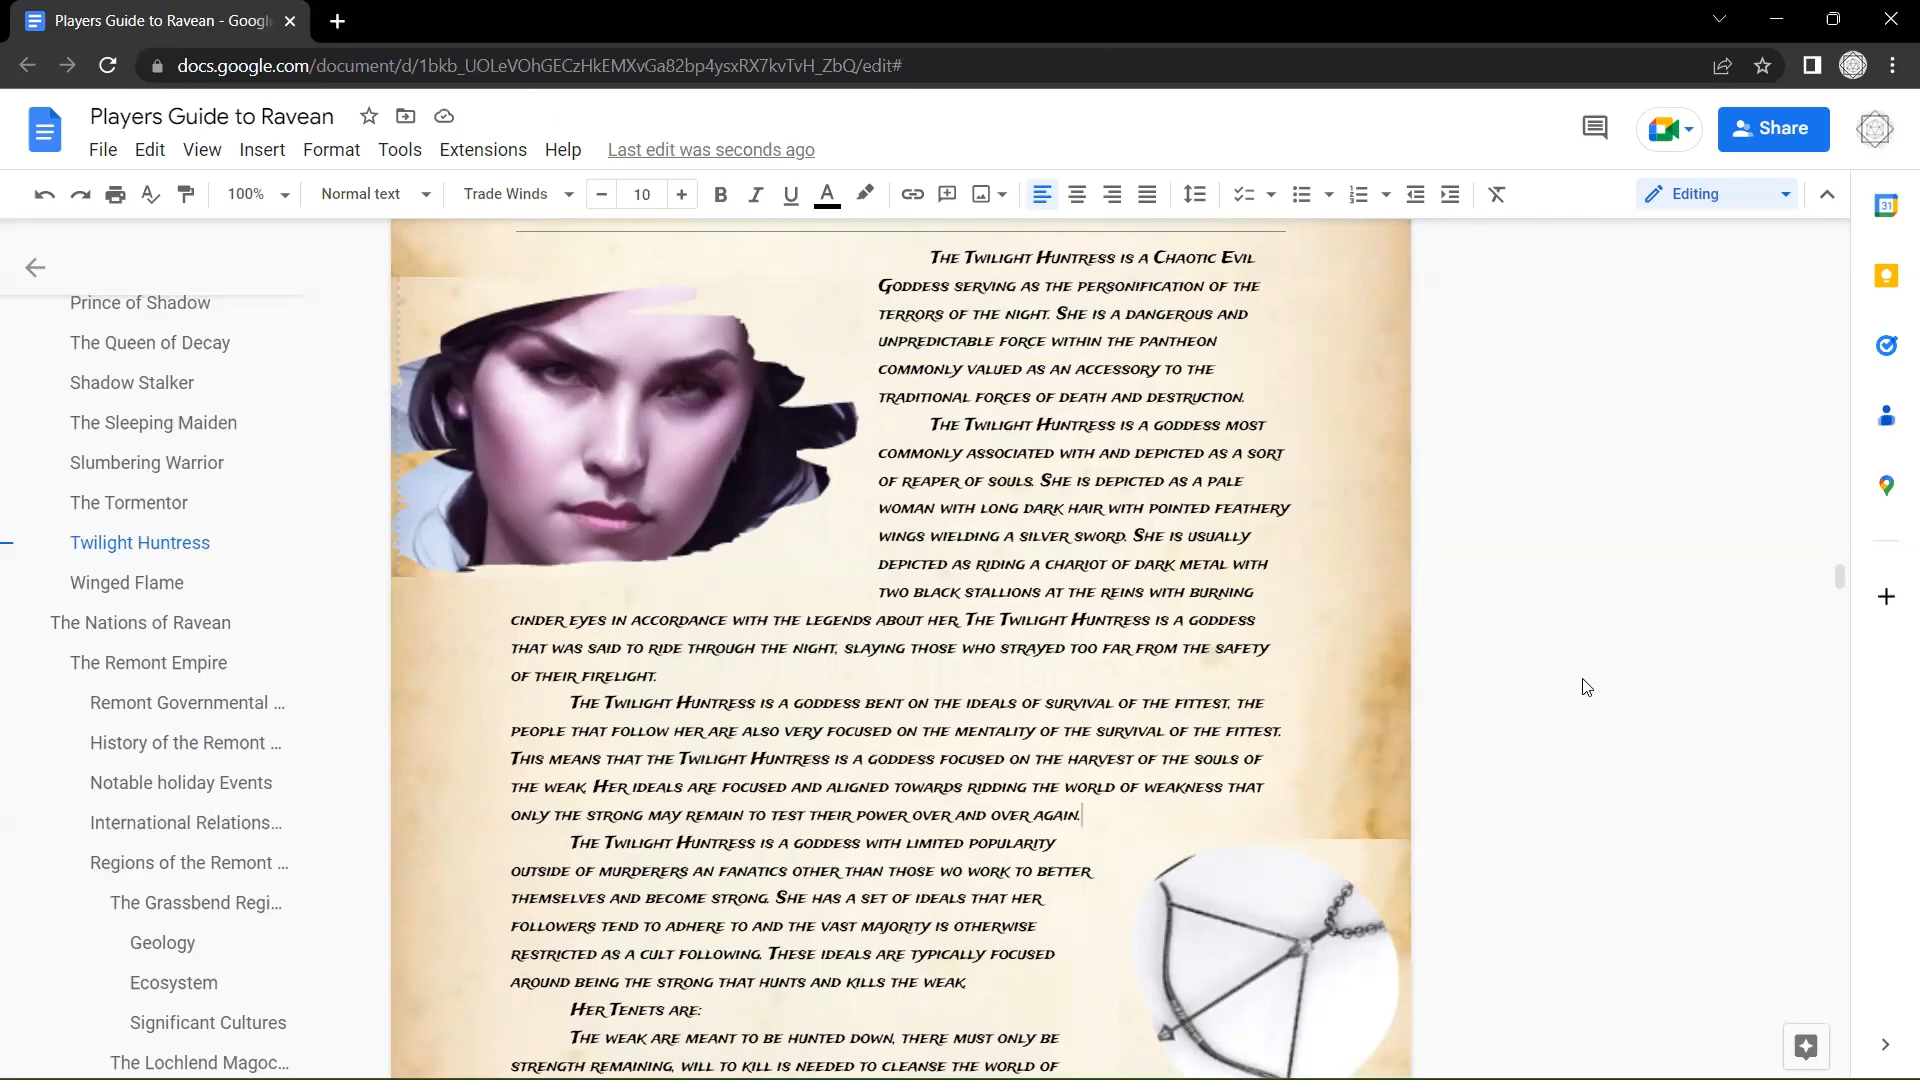 Players Guide to Ravean - Googl
docs.google.com/document/d/1bkb_UOLeVOhGECzHkEMXvGa82bp4ysxRX7kvTvH_ZbQ/edit#
Players Guide to Ravean
File Edit View Insert Format Tools Extensions Help Last edit was seconds ago
Share
100% Normal text Trade Winds 10 Editing
31
Prince of Shadow
The Queen of Decay
Shadow Stalker
The Sleeping Maiden
Slumbering Warrior
The Tormentor
Twilight Huntress
Winged Flame
The Nations of Ravean
The Remont Empire
Remont Governmental ...
History of the Remont ...
Notable holiday Events
International Relations...
Regions of the Remont ...
The Grassbend Regi...
Geology
Ecosystem
Significant Cultures
The Lochlend Magoc...
The Twilight Huntress is a Chaotic Evil
Goddess serving as the personification of the
terrors of the night. She is a dangerous and
unpredictable force within the pantheon
commonly valued as an accessory to the
traditional forces of death and destruction.
The Twilight Huntress is a goddess most
commonly associated with and depicted as a sort
of reaper of souls. She is depicted as a pale
woman with long dark hair with pointed feathery
wings wielding a silver sword. She is usually
depicted as riding a chariot of dark metal with
two black stallions at the reins with burning
cinder eyes in accordance with the legends about her. The Twilight Huntress is a goddess
that was said to ride through the night, slaying those who strayed too far from the safety
of their firelight.
The Twilight Huntress is a goddess bent on the ideals of survival of the fittest, the
people that follow her are also very focused on the mentality of the survival of the fittest.
This means that the Twilight Huntress is a goddess focused on the harvest of the souls of
the weak. Her ideals are focused and aligned towards ridding the world of weakness that
only the strong may remain to test their power over and over again.
The Twilight Huntress is a goddess with limited popularity
outside of murderers an fanatics other than those wo work to better
themselves and become strong. She has a set of ideals that her
followers tend to adhere to and the vast majority is otherwise
restricted as a cult following. These ideals are typically focused
around being the strong that hunts and kills the weak.
Her Tenets are:
The weak are meant to be hunted down, there must only be
strength remaining, will to kill is needed to cleanse the world of